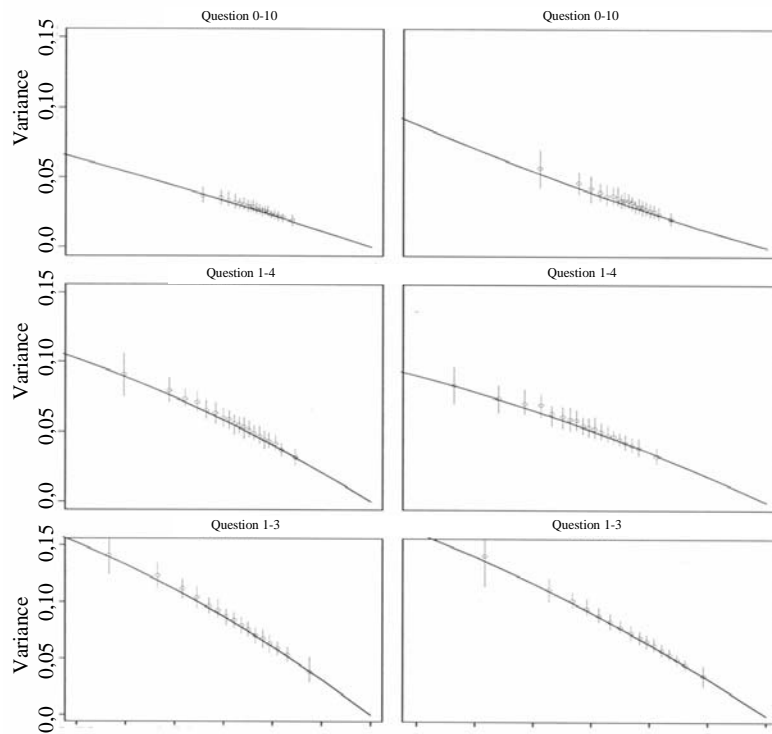 Question 0-10
Question 0-10
Variance
0,15
0,10
0,05
0,0
Question 1-4
Question 1-4
Variance
0,15
0,10
0,05
0,0
Question 1-3
Question 1-3
Variance
0,15
0,10
0,05
0,0